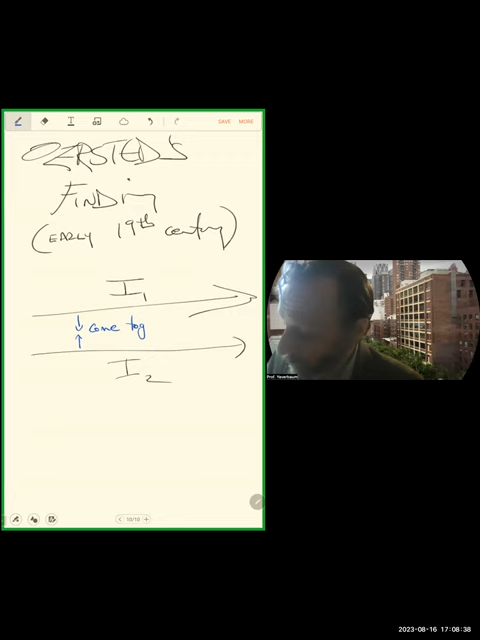 SAVE MORE
OERSTED'S
FINDing
(EARLY 19th century)
I1
come tog
I2
10/10
Prof. Yaverbaum
2023-08-16 17:08:38